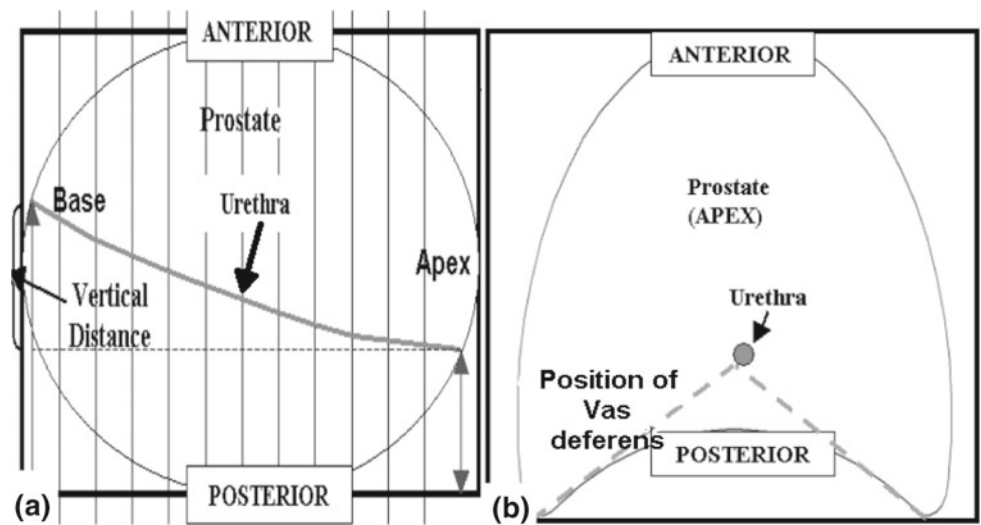 ANTERIOR
Prostate
Base
Urethra
Apex
Vertical
Distance
POSTERIOR
(a)
ANTERIOR
Prostate
(APEX)
Urethra
Position of
Vas
deferens
POSTERIOR
(b)